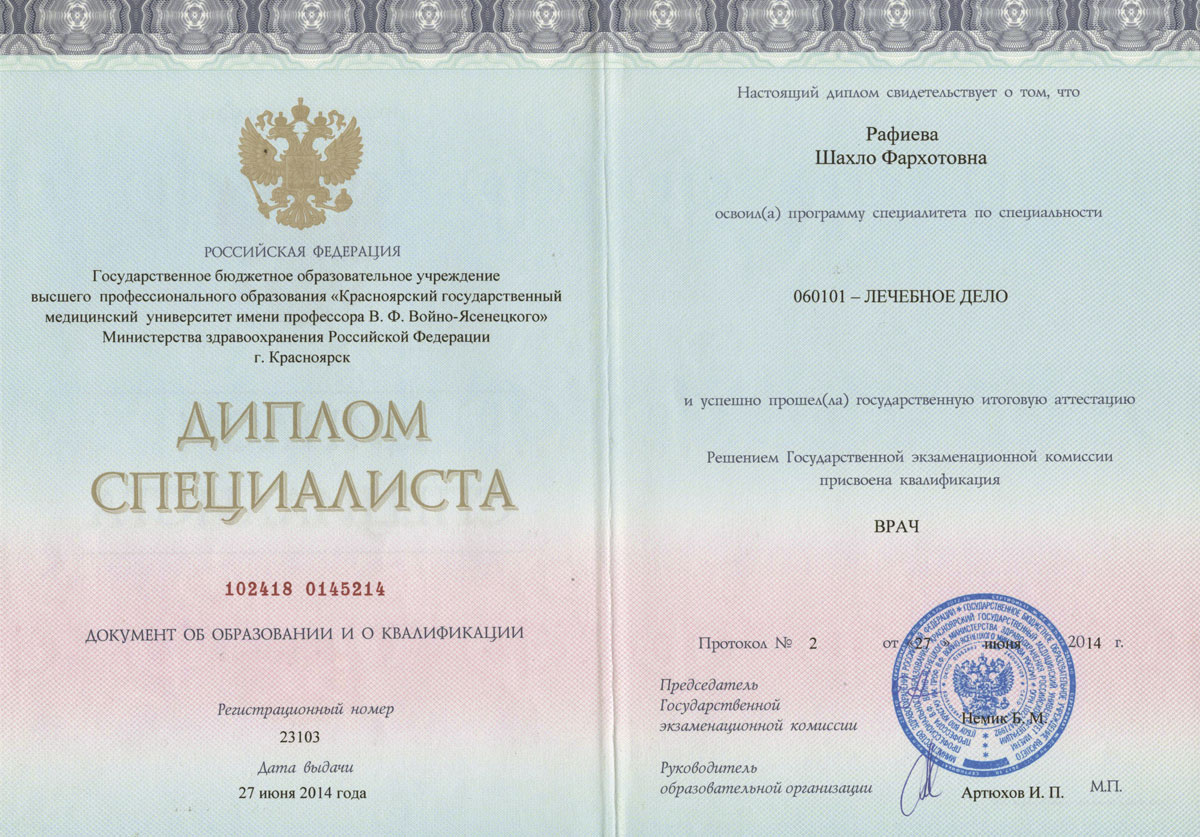 РОССИЙСКАЯ ФЕДЕРАЦИЯ
Государственное бюджетное образовательное учреждение
высшего профессионального образования «Красноярский государственный
медицинский университет имени профессора В. Ф. Войно-Ясенецкого»
Министерства здравоохранения Российской Федерации
г. Красноярск
ДИПЛОМ
СПЕЦИАЛИСТА
102418 0145214
ДОКУМЕНТ ОБ ОБРАЗОВАНИИ И О КВАЛИФИКАЦИИ
Регистрационный номер
23103
Дата выдачи
27 июня 2014 года
Настоящий диплом свидетельствует о том, что
Рафиева
Шахло Фархотовна
освоил(а) программу специалитета по специальности
060101 – ЛЕЧЕБНОЕ ДЕЛО
и успешно прошел(ла) государственную итоговую аттестацию
Решением Государственной экзаменационной комиссии
присвоена квалификация
ВРАЧ
Протокол № 2 от «27» июня 2014 г.
Председатель
Государственной
экзаменационной комиссии
Немик Б. М.
Руководитель
образовательной организации
Артюхов И. П. М.П.